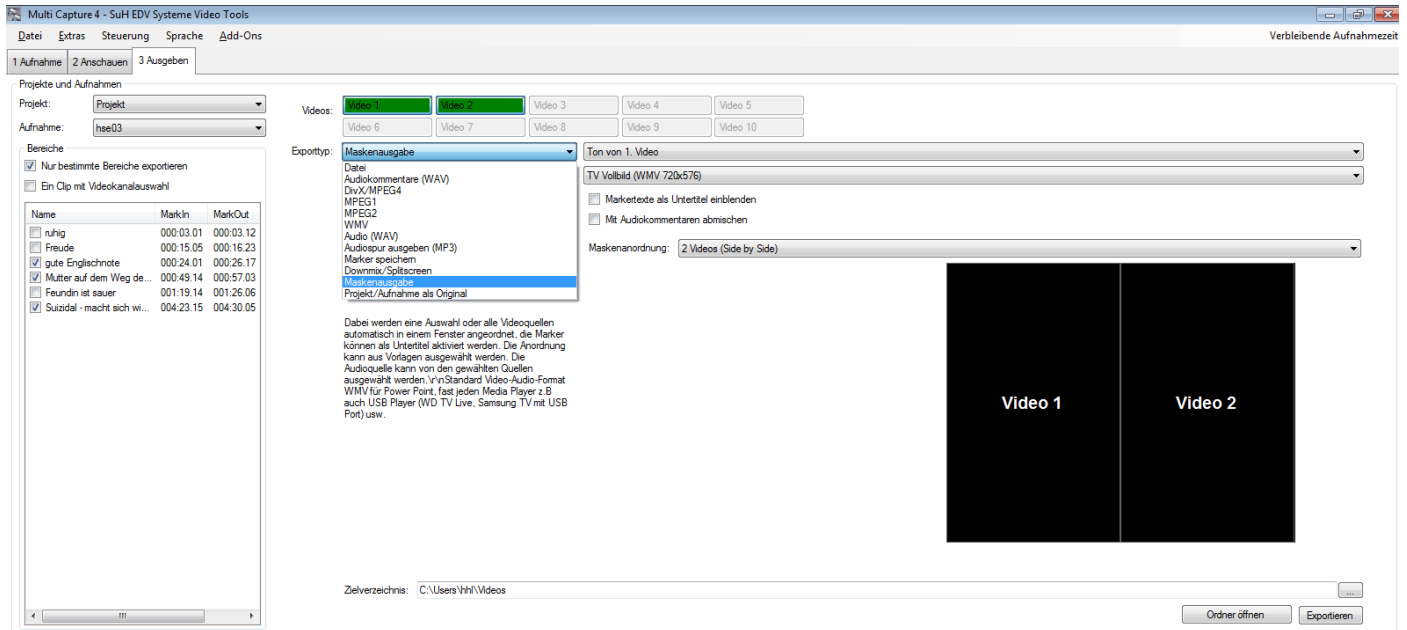 Multi Capture 4 - SuH EDV Systeme Video Tools
Datei Extras Steuerung Sprache Add-Ons
Verbleibende Aufnahmezeit
1 Aufnahme 2 Anschauen 3 Ausgeben
Projekte und Aufnahmen
Projekt: Projekt
Aufnahme: hse03
Bereiche
Nur bestimmte Bereiche exportieren
Ein Clip mit Videokanalauswahl
Name MarkIn MarkOut
ruhig 000:03.01 000:03.12
Freude 000:15.05 000:16.23
gute Englischnote 000:24.01 000:26.17
Mutter auf dem Weg de... 000:49.14 000:57.03
Feundin ist sauer 001:19.14 001:26.06
Suizidal - macht sich wi... 004:23.15 004:30.05
Videos: Video 1 Video 2 Video 3 Video 4 Video 5
Video 6 Video 7 Video 8 Video 9 Video 10
Exporttyp: Maskenausgabe
Datei
Audiokommentare (WAV)
DivX/MPEG4
MPEG1
MPEG2
WMV
Audio (WAV)
Audiospur ausgeben (MP3)
Marker speichern
Downmix/Splitscreen
Maskenausgabe
Projekt/Aufnahme als Original
Dabei werden eine Auswahl oder alle Videoquellen
automatisch in einem Fenster angeordnet, die Marker
können als Untertitel aktiviert werden. Die Anordnung
kann aus Vorlagen ausgewählt werden. Die
Audioquelle kann von den gewählten Quellen
ausgewählt werden.\r\nStandard Video-Audio-Format
WMV für Power Point, fast jeden Media Player z.B
auch USB Player (WD TV Live, Samsung TV mit USB
Port) usw.
Ton von 1. Video
TV Vollbild (WMV 720x576)
Markertexte als Untertitel einblenden
Mit Audiokommentaren abmischen
Maskenanordnung: 2 Videos (Side by Side)
Video 1 Video 2
Zielverzeichnis: C:\Users\hhl\Videos
...
Ordner öffnen Exportieren